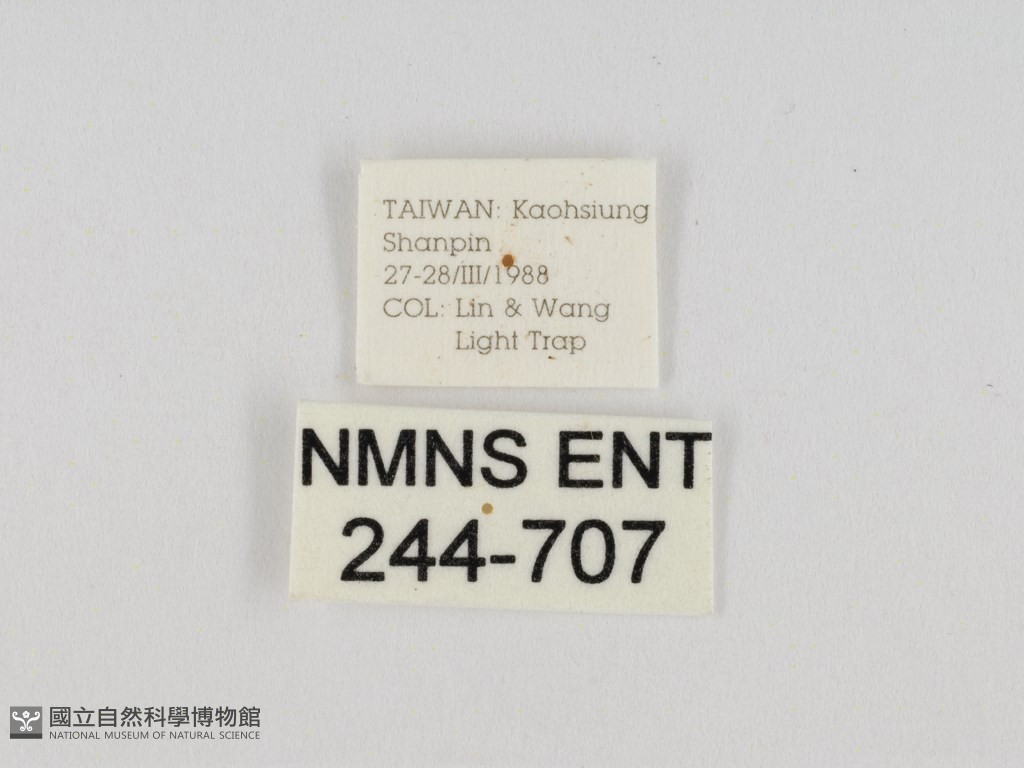 TAIWAN: Kaohsiung
Shanpin
27-28/III/1988
COL: Lin & Wang
Light Trap
NMNS ENT
244-707
國立自然科學博物館
NATIONAL MUSEUM OF NATURAL SCIENCE